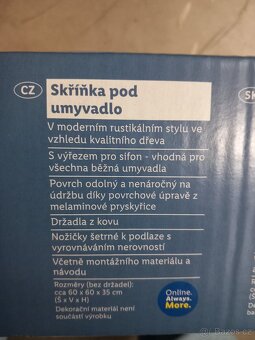 CZ
Skříňka pod
umyvadlo
V moderním rustikálním stylu ve
vzhledu kvalitního dřeva
S výřezem pro sifon - vhodná pro
všechna běžná umyvadla
Povrch odolný a nenáročný na
údržbu díky povrchové úpravě z
melaminové pryskyřice
Držadla z kovu
Nožičky šetrné k podlaze s
vyrovnáváním nerovností
Včetně montážního materiálu a
návodu
Rozměry (bez držadel):
cca 60 x 60 x 35 cm
(Š x V x H)
Dekorační materiál není
součástí výrobku
Online.
Always.
More.
SK